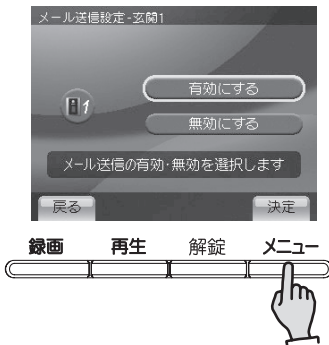 メール送信設定-玄関1
1
有効にする
無効にする
メール送信の有効・無効を選択します
戻る 決定
録画 再生 解錠 メニュー